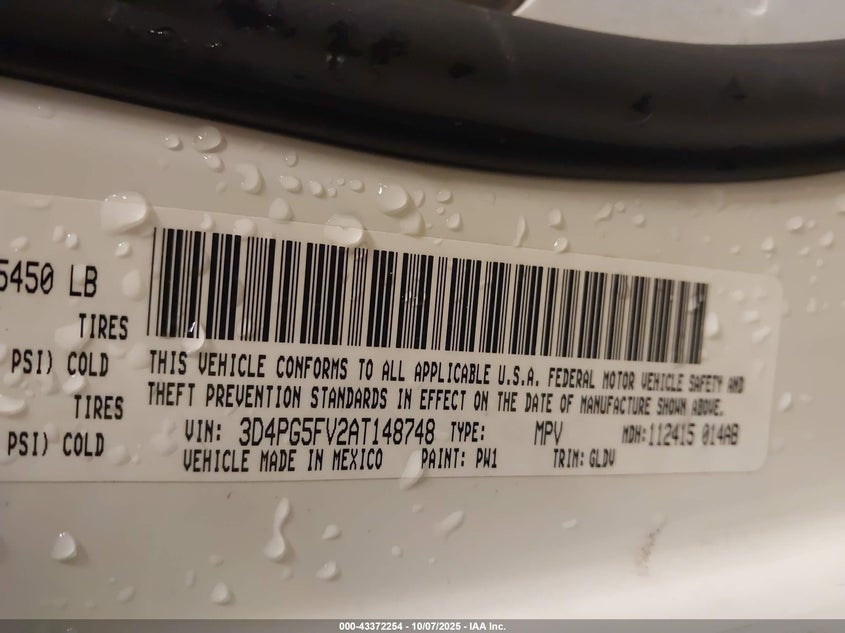 5450 LB
TIRES
PSI) COLD
TIRES
PSI) COLD
THIS VEHICLE CONFORMS TO ALL APPLICABLE U.S.A. FEDERAL MOTOR VEHICLE SAFETY AND
THEFT PREVENTION STANDARDS IN EFFECT ON THE DATE OF MANUFACTURE SHOWN ABOVE.
VIN: 3D4PG5FV2AT148748 TYPE: MPV MDH:112415 014AB
VEHICLE MADE IN MEXICO PAINT: PW1 TRIM: GLDV
000-43372254 - 10/07/2025 - IAA Inc.